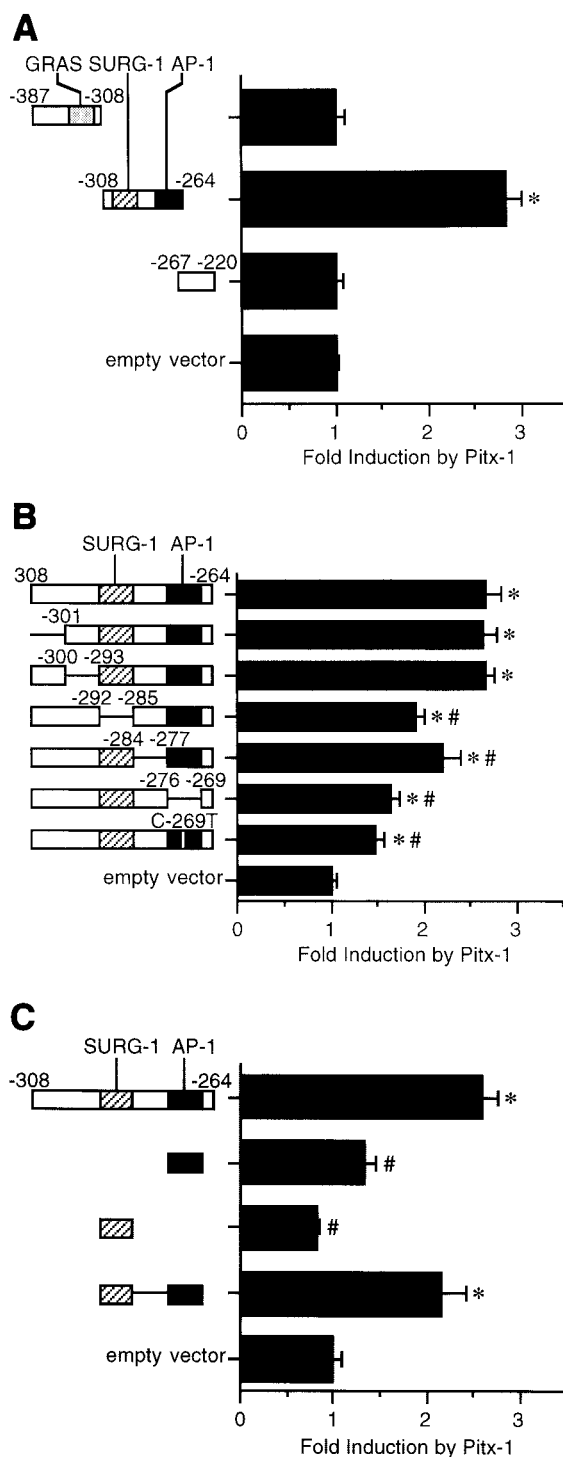 A
GRAS SURG-1 AP-1
-387 -308
-308 -264
*
-267 -220
empty vector
0 1 2 3
Fold Induction by Pitx-1
B
SURG-1 AP-1
308 -264
*
-301
*
-300 -293
*
-292 -285
* #
-284 -277
* #
-276 -269
* #
C-269T
* #
empty vector
0 1 2 3
Fold Induction by Pitx-1
C
SURG-1 AP-1
-308 -264
*
#
#
*
empty vector
0 1 2 3
Fold Induction by Pitx-1